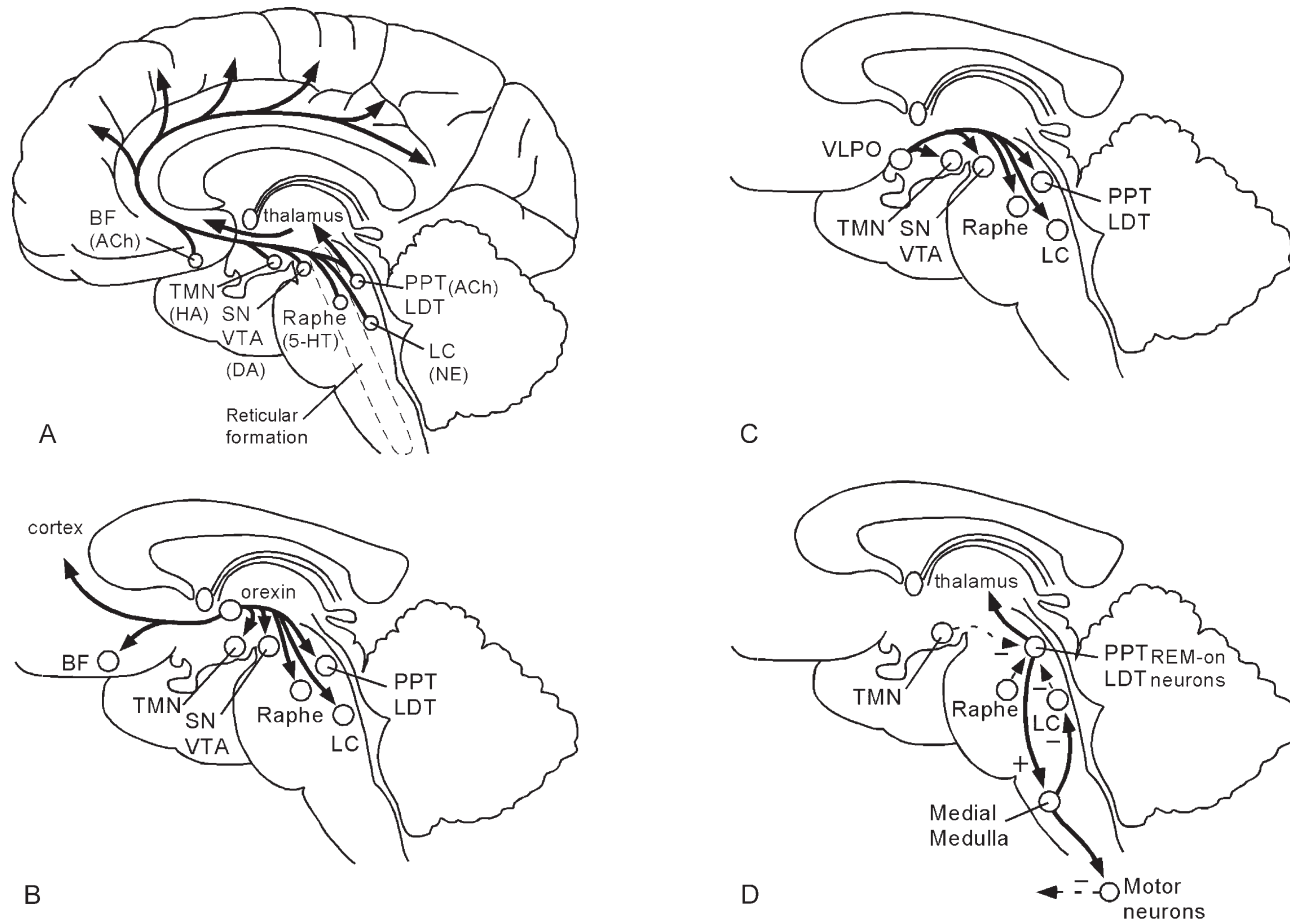 BF
(ACh)
thalamus
TMN
(HA)
SN
VTA
(DA)
Raphe
(5-HT)
PPT (ACh)
LDT
LC
(NE)
Reticular
formation
A
cortex
orexin
BF
TMN
SN
VTA
Raphe
PPT
LDT
LC
B
VLPO
TMN
SN
VTA
Raphe
PPT
LDT
LC
C
thalamus
TMN
Raphe
LC
PPT REM-on
LDT neurons
−
−
−
+
Medial
Medulla
−
Motor
neurons
D